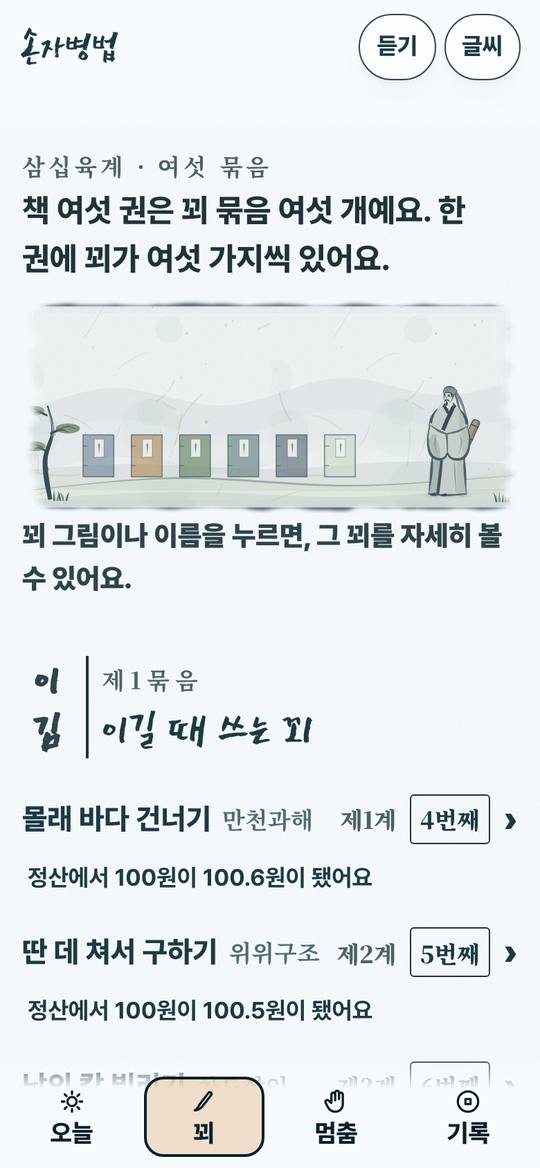 손자병법
듣기
글씨
삼십육계 · 여섯 묶음
책 여섯 권은 꾀 묶음 여섯 개예요. 한
권에 꾀가 여섯 가지씩 있어요.
꾀 그림이나 이름을 누르면, 그 꾀를 자세히 볼
수 있어요.
이김
제1묶음
이길 때 쓰는 꾀
몰래 바다 건너기 만천과해 제1계 4번째 ›
정산에서 100원이 100.6원이 됐어요
딴 데 쳐서 구하기 위위구조 제2계 5번째 ›
정산에서 100원이 100.5원이 됐어요
오늘
꾀
멈춤
기록